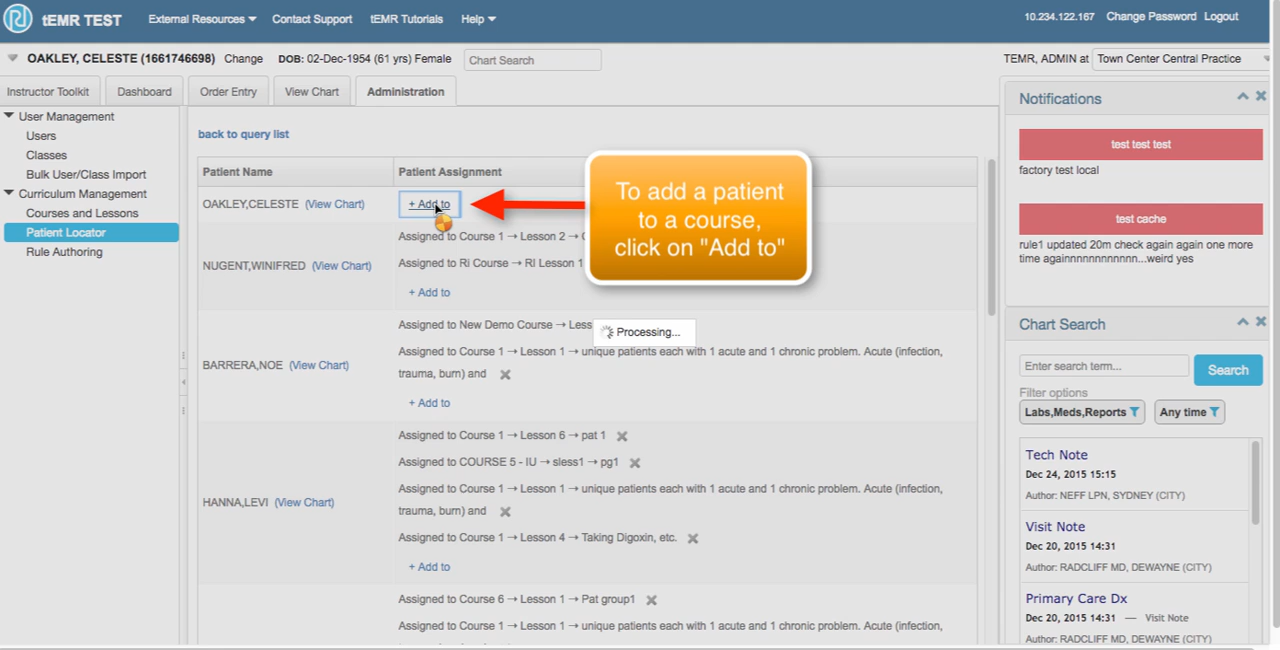 tEMR TEST
External Resources
Contact Support
tEMR Tutorials
Help
10.234.122.167
Change Password
Logout
OAKLEY, CELESTE (1661746698)
Change
DOB: 02-Dec-1954 (61 yrs) Female
Chart Search
TEMR, ADMIN at
Town Center Central Practice
Instructor Toolkit
Dashboard
Order Entry
View Chart
Administration
User Management
Users
Classes
Bulk User/Class Import
Curriculum Management
Courses and Lessons
Patient Locator
Rule Authoring
back to query list
Patient Name
Patient Assignment
OAKLEY,CELESTE (View Chart)
+ Add to
NUGENT,WINIFRED (View Chart)
Assigned to Course 1 → Lesson 2 →
Assigned to Ri Course → RI Lesson 1
+ Add to
BARRERA,NOE (View Chart)
Assigned to New Demo Course → Less
Assigned to Course 1 → Lesson 1 → unique patients each with 1 acute and 1 chronic problem. Acute (infection,
trauma, burn) and
+ Add to
HANNA,LEVI (View Chart)
Assigned to Course 1 → Lesson 6 → pat 1
Assigned to COURSE 5 - IU → sless1 → pg1
Assigned to Course 1 → Lesson 1 → unique patients each with 1 acute and 1 chronic problem. Acute (infection,
trauma, burn) and
Assigned to Course 1 → Lesson 4 → Taking Digoxin, etc.
+ Add to
Assigned to Course 6 → Lesson 1 → Pat group1
Assigned to Course 1 → Lesson 1 → unique patients each with 1 acute and 1 chronic problem. Acute (infection,
To add a patient
to a course,
click on "Add to"
Processing...
Notifications
test test test
factory test local
test cache
rule1 updated 20m check again again one more
time againnnnnnnnnnn...weird yes
Chart Search
Enter search term...
Search
Filter options
Labs,Meds,Reports
Any time
Tech Note
Dec 24, 2015 15:15
Author: NEFF LPN, SYDNEY (CITY)
Visit Note
Dec 20, 2015 14:31
Author: RADCLIFF MD, DEWAYNE (CITY)
Primary Care Dx
Dec 20, 2015 14:31 — Visit Note
Author: RADCLIFF MD, DEWAYNE (CITY)